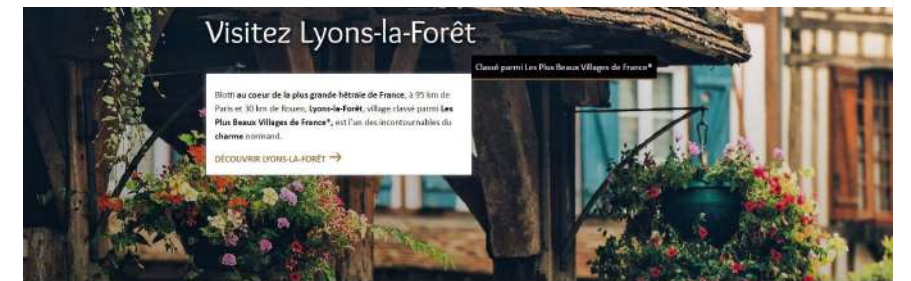 Visitez Lyons-la-Forêt
Classé parmi Les Plus Beaux Villages de France*
Blotti au coeur de la plus grande hêtraie de France, à 95 km de
Paris et 30 km de Rouen, Lyons-la-Forêt, village classé parmi Les
Plus Beaux Villages de France*, est l'un des incontournables du
charme normand.
DÉCOUVRIR LYONS-LA-FORÊT →